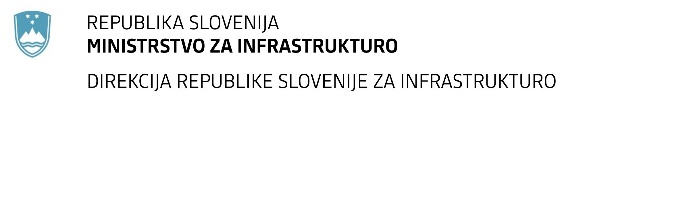 REPUBLIKA SLOVENIJA
MINISTRSTVO ZA INFRASTRUKTURO
DIREKCIJA REPUBLIKE SLOVENIJE ZA INFRASTRUKTURO